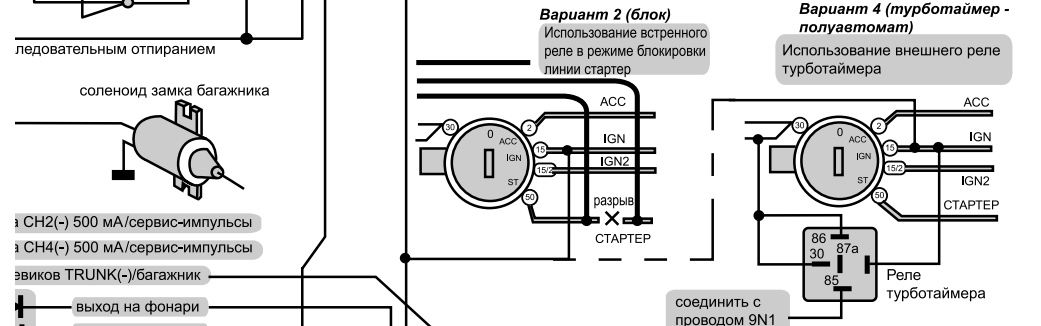 ледовательным отпиранием
соленоид замка багажника
а CH2(-) 500 мА/сервис-импульсы
а CH4(-) 500 мА/сервис-импульсы
евиков TRUNK(-)/багажник
выход на фонари
Вариант 2 (блок)
Использование встренного
реле в режиме блокировки
линии стартер
30
0
ACC
IGN
ST.
2
15
15/2
50
ACC
IGN
IGN2
разрыв
СТАРТЕР
Вариант 4 (турботаймер -
полуавтомат)
Использование внешнего реле
турботаймера
30
0
ACC
IGN
ST.
2
15
15/2
50
ACC
IGN
IGN2
СТАРТЕР
86
87a
30
85
Реле
турботаймера
соединить с
проводом 9N1